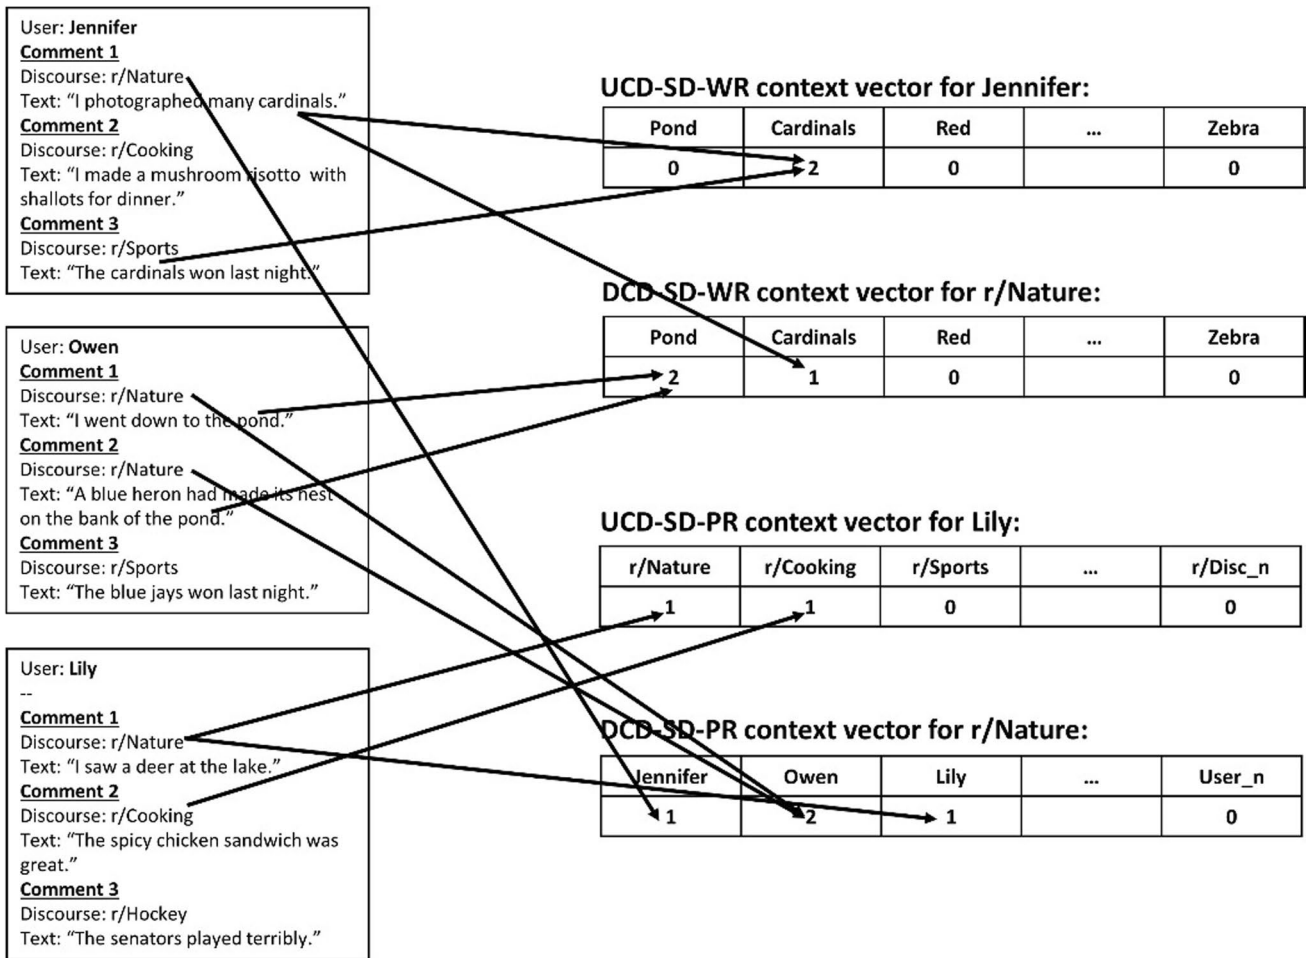 User: Jennifer
Comment 1
Discourse: r/Nature
Text: “I photographed many cardinals.”
Comment 2
Discourse: r/Cooking
Text: “I made a mushroom risotto with
shallots for dinner.”
Comment 3
Discourse: r/Sports
Text: “The cardinals won last night.”
User: Owen
Comment 1
Discourse: r/Nature
Text: “I went down to the pond.”
Comment 2
Discourse: r/Nature
Text: “A blue heron had made its nest
on the bank of the pond.”
Comment 3
Discourse: r/Sports
Text: “The blue jays won last night.”
User: Lily
--
Comment 1
Discourse: r/Nature
Text: “I saw a deer at the lake.”
Comment 2
Discourse: r/Cooking
Text: “The spicy chicken sandwich was
great.”
Comment 3
Discourse: r/Hockey
Text: “The senators played terribly.”
UCD-SD-WR context vector for Jennifer:
Pond Cardinals Red ... Zebra
0 2 0 0
DCD-SD-WR context vector for r/Nature:
Pond Cardinals Red ... Zebra
2 1 0 0
UCD-SD-PR context vector for Lily:
r/Nature r/Cooking r/Sports ... r/Disc_n
1 1 0 0
DCD-SD-PR context vector for r/Nature:
Jennifer Owen Lily ... User_n
1 2 1 0